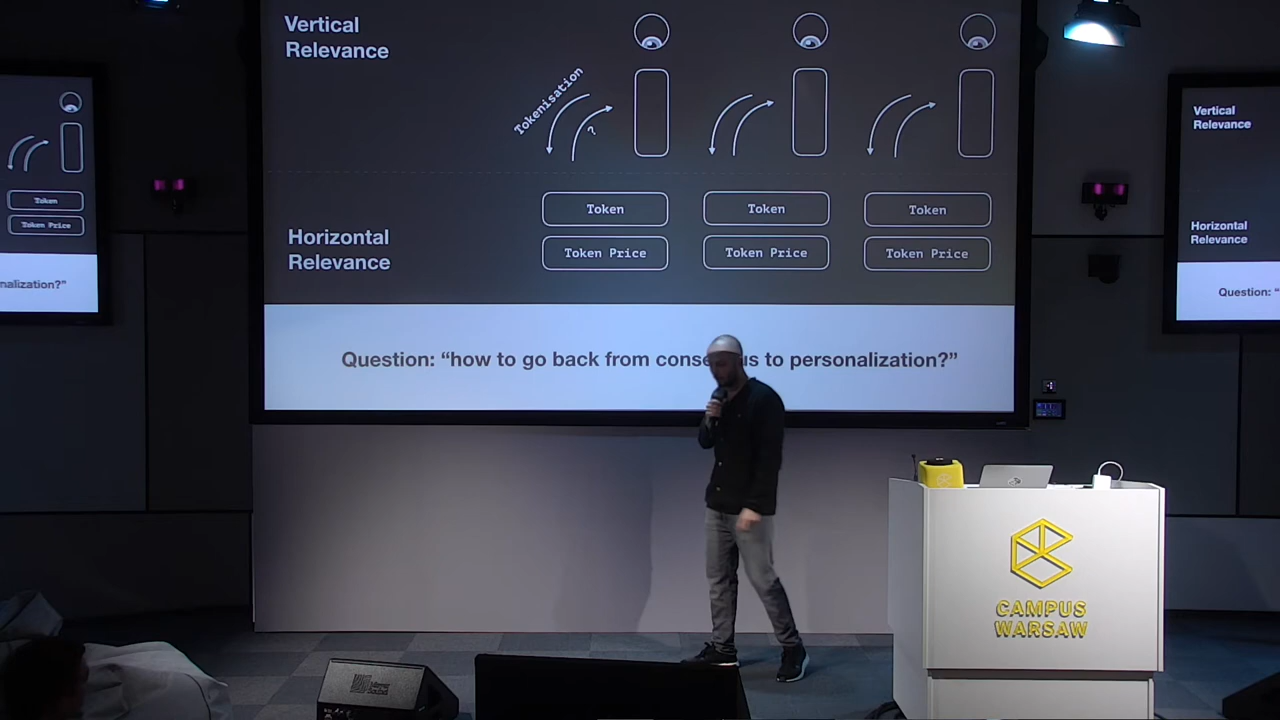 Vertical
Relevance
Tokenisation
?
Token
Token
Token
Horizontal
Relevance
Token Price
Token Price
Token Price
Question: “how to go back from cons us to personalization?”
Token
Token Price
nalization?”
Vertical
Relevance
Horizontal
Relevance
Question: “
CAMPUS
WARSAW